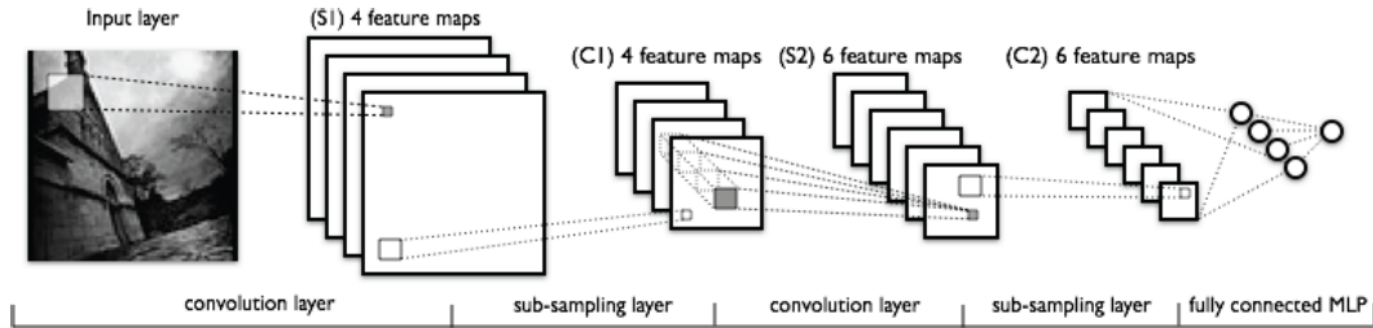 Input layer
(S1) 4 feature maps
(C1) 4 feature maps
(S2) 6 feature maps
(C2) 6 feature maps
convolution layer
sub-sampling layer
convolution layer
sub-sampling layer
fully connected MLP